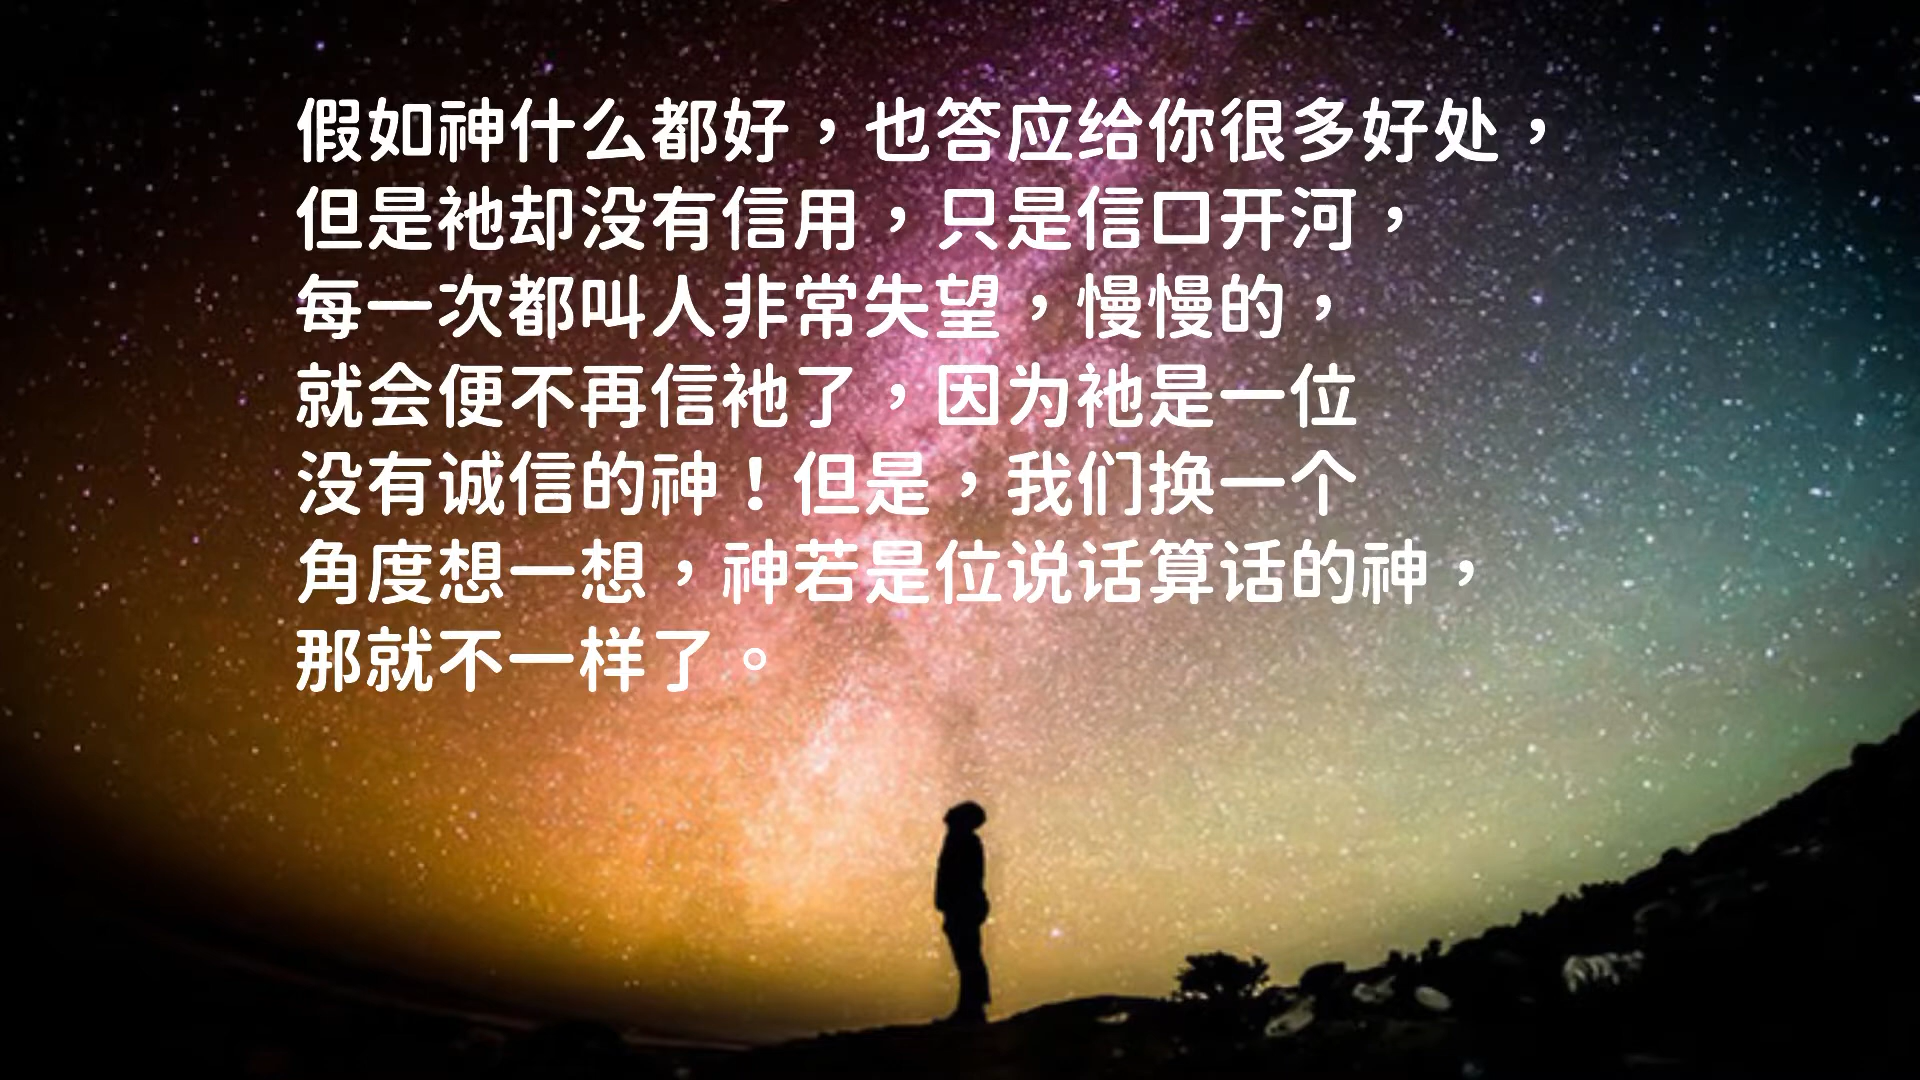 假如神什么都好，也答应给你很多好处，
但是祂却没有信用，只是信口开河，
每一次都叫人非常失望，慢慢的，
就会便不再信祂了，因为祂是一位
没有诚信的神！但是，我们换一个
角度想一想，神若是位说话算话的神，
那就不一样了。